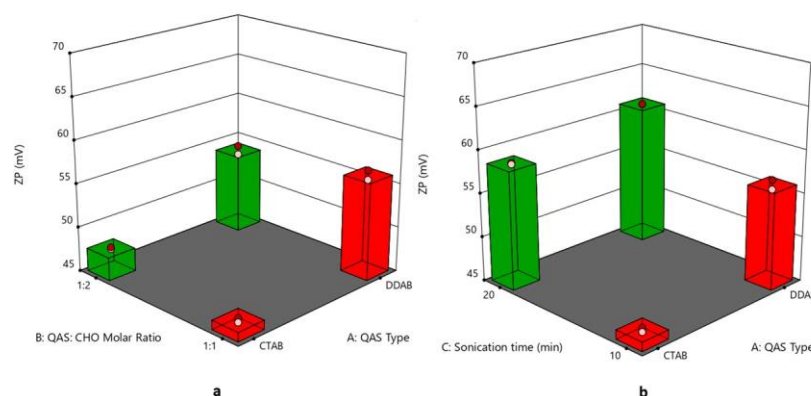 70
65
60
55
50
45
ZP (mV)
1:2
1:1
B: QAS: CHO Molar Ratio
CTAB
DDAB
A: QAS Type
a
70
65
60
55
50
45
ZP (mV)
20
10
C: Sonication time (min)
CTAB
DDA
A: QAS Type
b